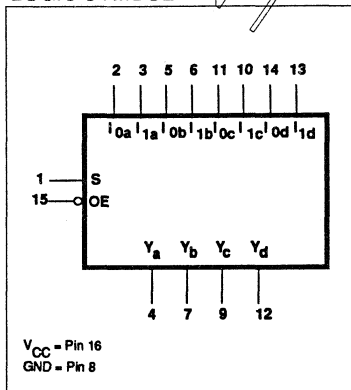 2 3 5 6 11 10 14 13
I0a I1a I0b I1b I0c I1c I0d I1d
1 S
15 OE
Ya Yb Yc Yd
4 7 9 12
VCC = Pin 16
GND = Pin 8